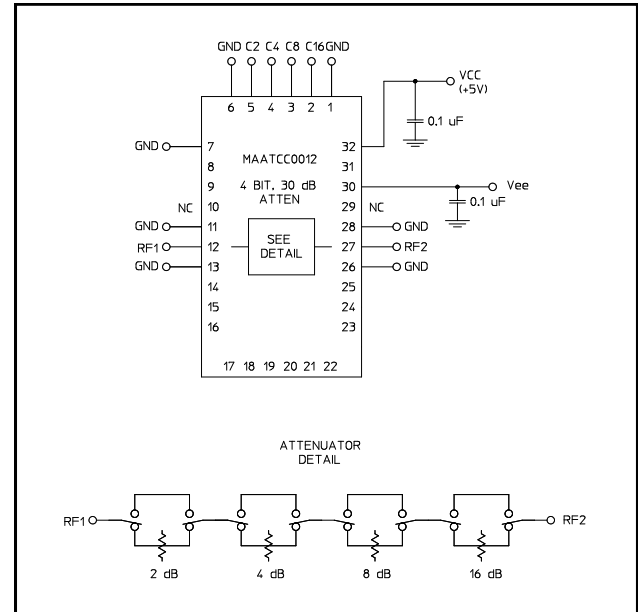 GND C2 C4 C8 C16 GND
VCC
(+5V)
6 5 4 3 2 1
0.1 uF
GND 7 32
MAATCC0012
8 31
9 4 BIT, 30 dB 30 Vee
ATTEN
NC 10 29 NC 0.1 uF
GND 11 28 GND
RF1 12 SEE 27 RF2
DETAIL
GND 13 26 GND
14 25
15 24
16 23
17 18 19 20 21 22
ATTENUATOR
DETAIL
RF1 RF2
2 dB 4 dB 8 dB 16 dB